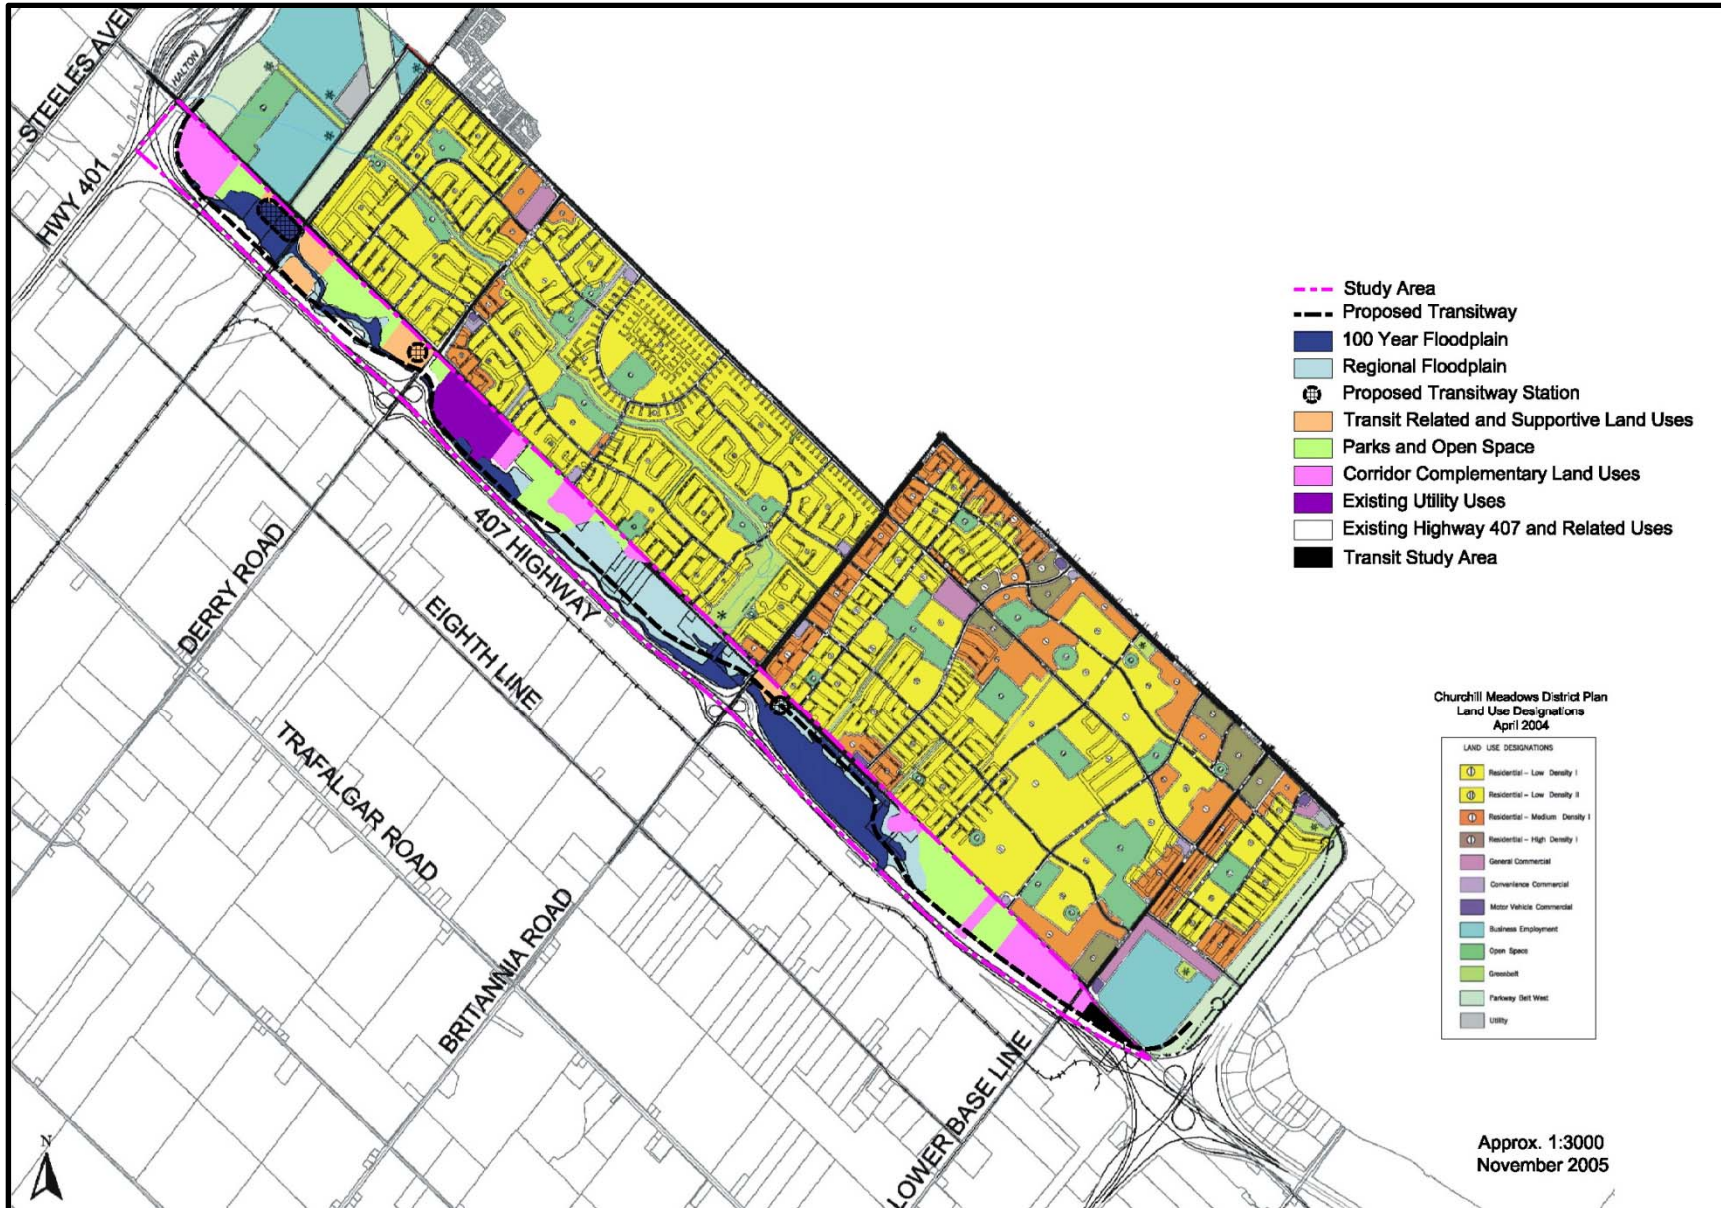 STEELES AVEN
HALTON
HWY 401
DERRY ROAD
407 HIGHWAY
EIGHTH LINE
TRAFALGAR ROAD
BRITANNIA ROAD
LOWER BASE LINE
N
Study Area
Proposed Transitway
100 Year Floodplain
Regional Floodplain
Proposed Transitway Station
Transit Related and Supportive Land Uses
Parks and Open Space
Corridor Complementary Land Uses
Existing Utility Uses
Existing Highway 407 and Related Uses
Transit Study Area
Churchill Meadows District Plan
Land Use Designations
April 2004
LAND USE DESIGNATIONS
Residential - Low Density I
Residential - Low Density II
Residential - Medium Density I
Residential - High Density I
General Commercial
Convenience Commercial
Motor Vehicle Commercial
Business Employment
Open Space
Greenbelt
Parkway Belt West
Utility
Approx. 1:3000
November 2005